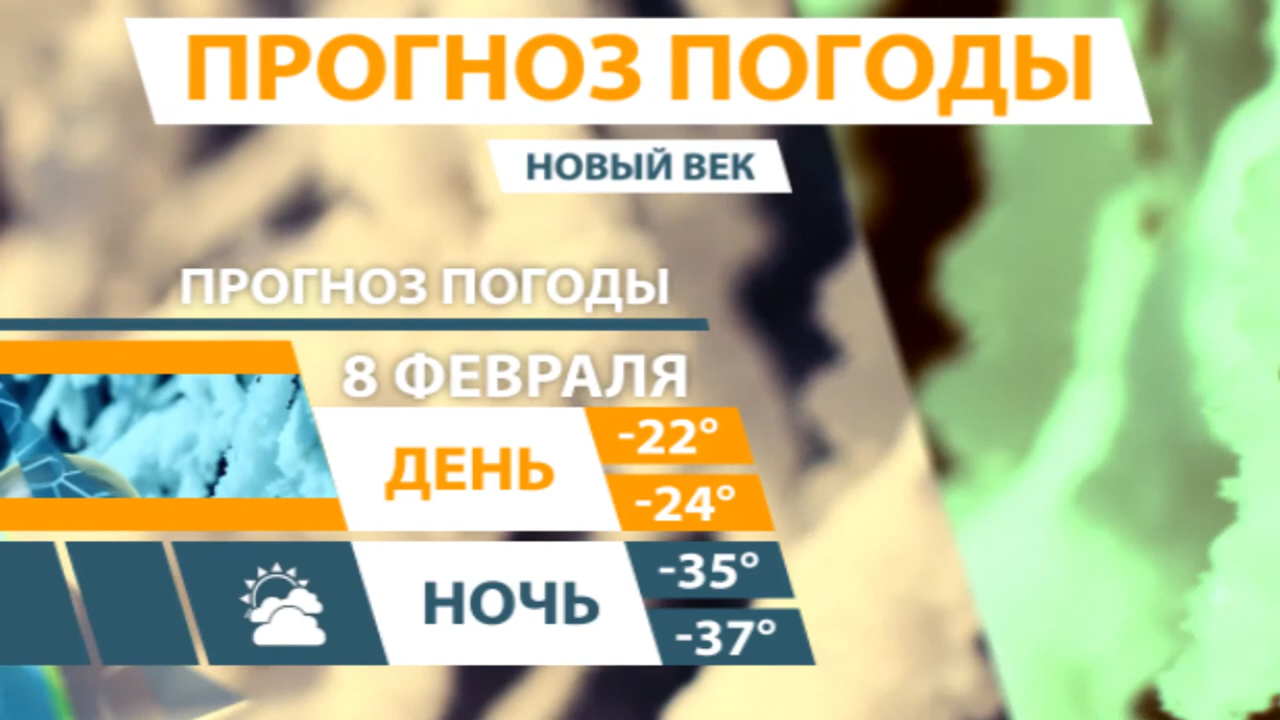 ПРОГНОЗ ПОГОДЫ
НОВЫЙ ВЕК
ПРОГНОЗ ПОГОДЫ
8 ФЕВРАЛЯ
ДЕНЬ
-22°
-24°
НОЧЬ
-35°
-37°